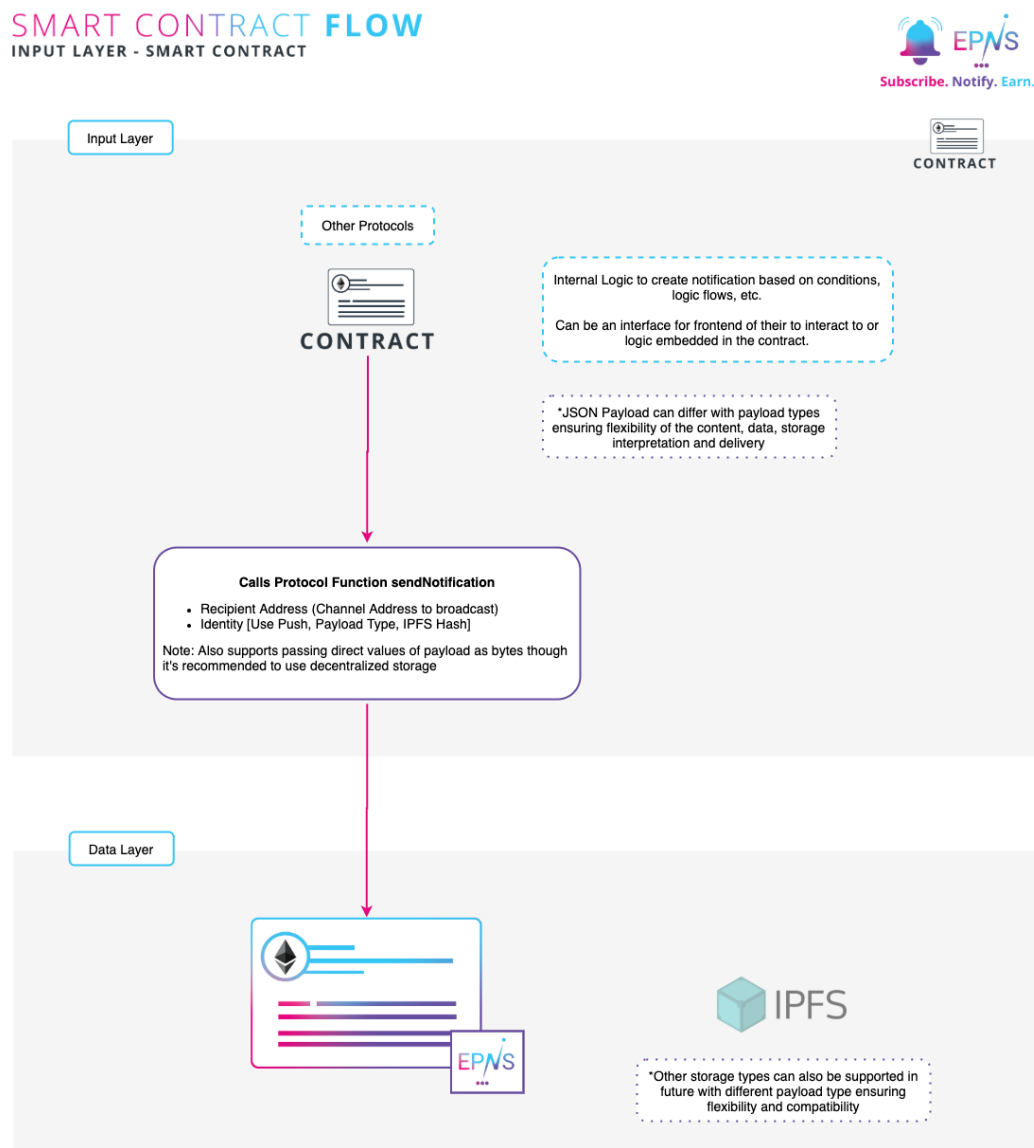 SMART CONTRACT FLOW
INPUT LAYER - SMART CONTRACT
EPNS
Subscribe. Notify. Earn.
Input Layer
CONTRACT
Other Protocols
CONTRACT
Internal Logic to create notification based on conditions,
logic flows, etc.
Can be an interface for frontend of their to interact to or
logic embedded in the contract.
*JSON Payload can differ with payload types
ensuring flexibility of the content, data, storage
interpretation and delivery
Calls Protocol Function sendNotification
• Recipient Address (Channel Address to broadcast)
• Identity [Use Push, Payload Type, IPFS Hash]
Note: Also supports passing direct values of payload as bytes though
it's recommended to use decentralized storage
Data Layer
EPNS
IPFS
*Other storage types can also be supported in
future with different payload type ensuring
flexibility and compatibility